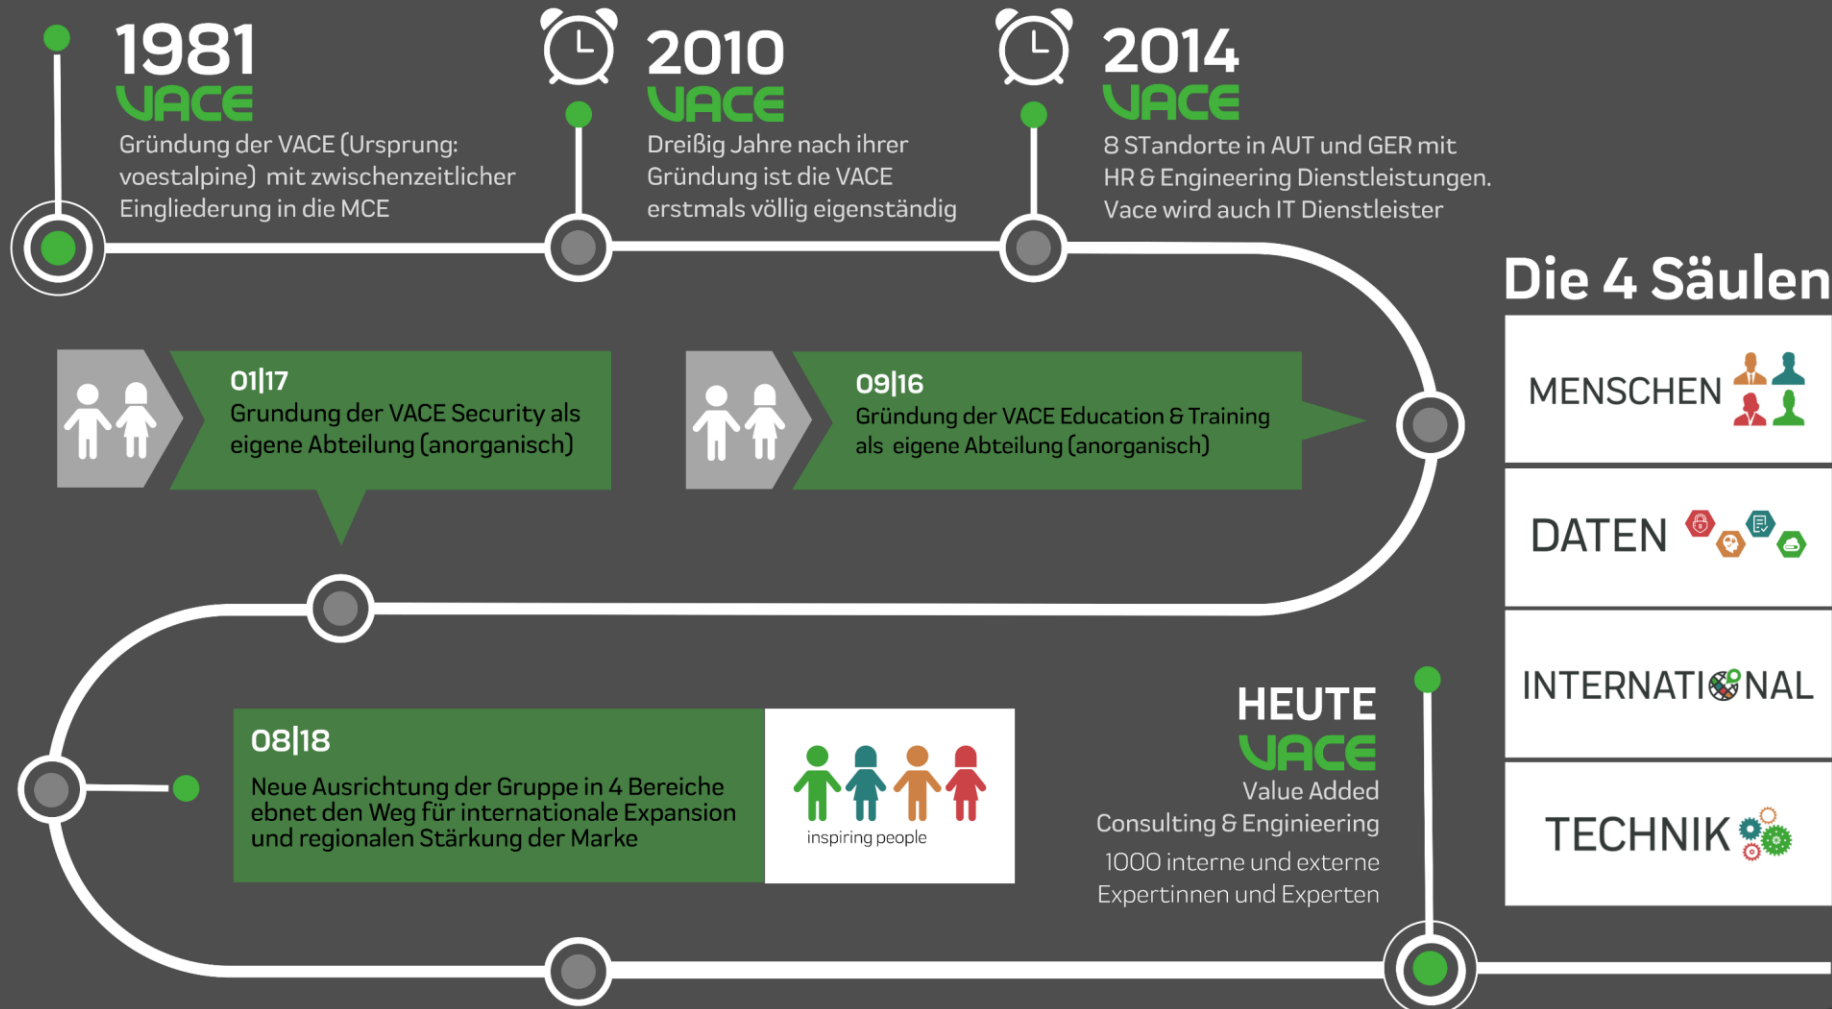 1981
VACE
Gründung der VACE (Ursprung:
voestalpine) mit zwischenzeitlicher
Eingliederung in die MCE
2010
VACE
Dreißig Jahre nach ihrer
Gründung ist die VACE
erstmals völlig eigenständig
2014
VACE
8 STandorte in AUT und GER mit
HR & Engineering Dienstleistungen.
Vace wird auch IT Dienstleister
09|16
Gründung der VACE Education & Training
als eigene Abteilung (anorganisch)
01|17
Grundung der VACE Security als
eigene Abteilung (anorganisch)
08|18
Neue Ausrichtung der Gruppe in 4 Bereiche
ebnet den Weg für internationale Expansion
und regionalen Stärkung der Marke
inspiring people
HEUTE
VACE
Value Added
Consulting & Enginieering
1000 interne und externe
Expertinnen und Experten
Die 4 Säulen
MENSCHEN
DATEN
INTERNATIONAL
TECHNIK